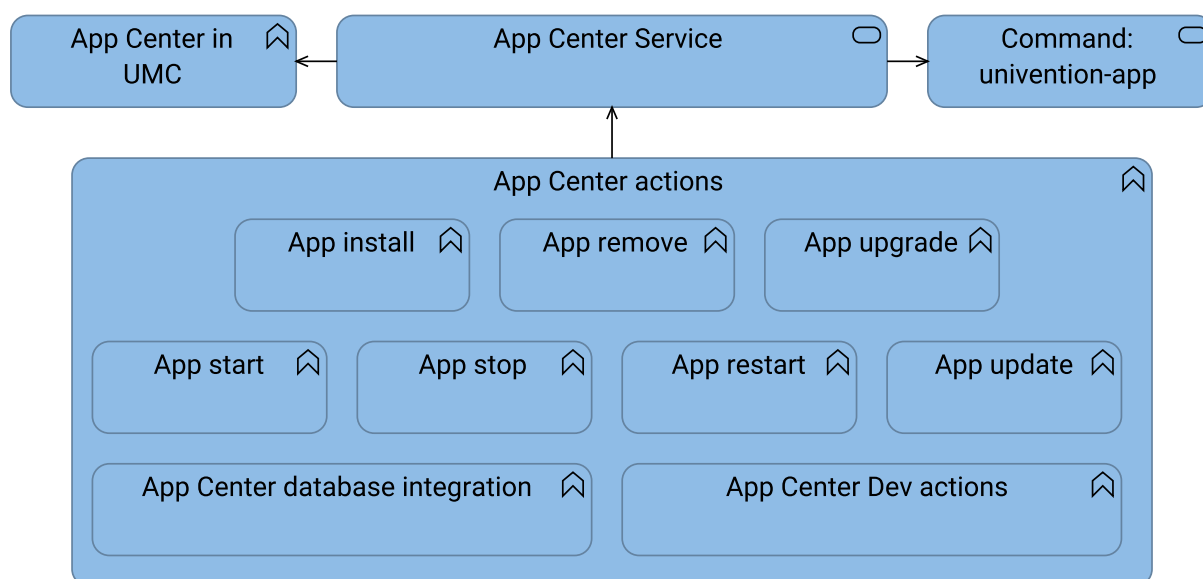 App Center in
UMC
App Center Service
Command:
univention-app
App Center actions
App install
App remove
App upgrade
App start
App stop
App restart
App update
App Center database integration
App Center Dev actions